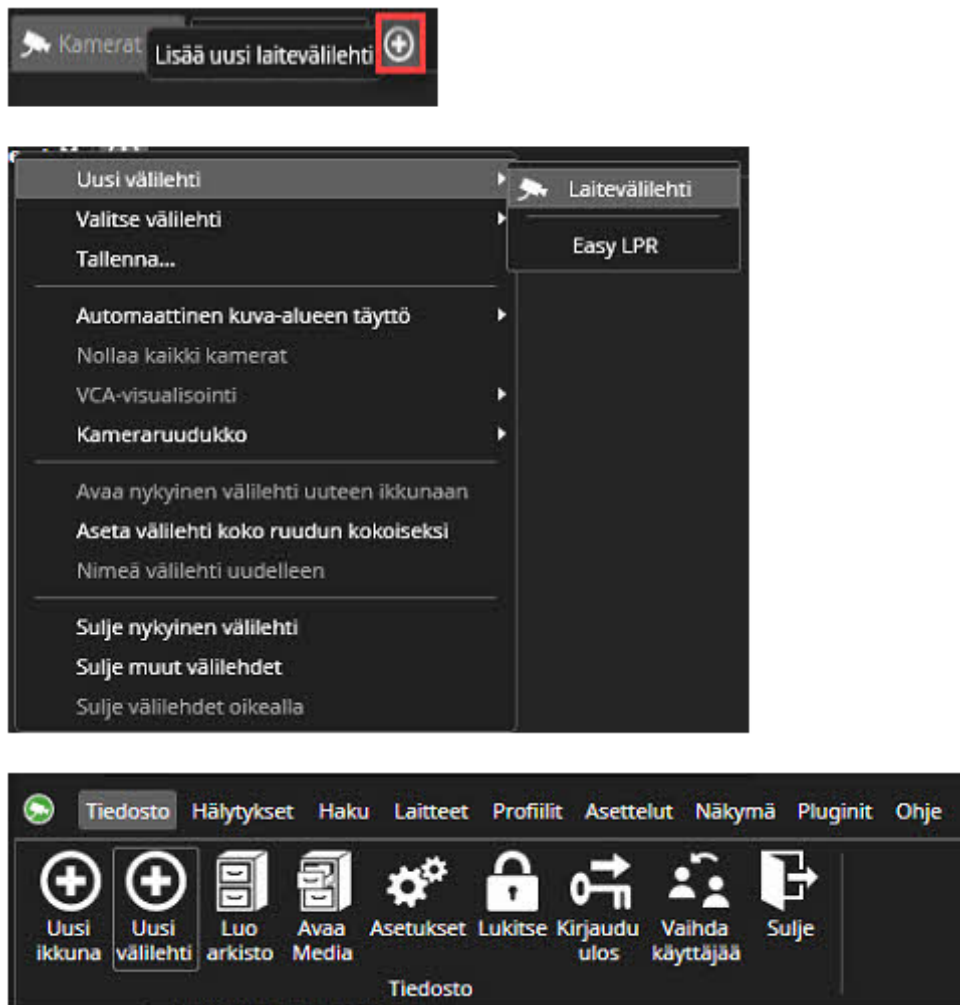 Kamerat
Lisää uusi laitevälilehti
Uusi välilehti
Laitevälilehti
Valitse välilehti
Easy LPR
Tallenna...
Automaattinen kuva-alueen täyttö
Nollaa kaikki kamerat
VCA-visualisointi
Kameraruudukko
Avaa nykyinen välilehti uuteen ikkunaan
Aseta välilehti koko ruudun kokoiseksi
Nimeä välilehti uudelleen
Sulje nykyinen välilehti
Sulje muut välilehdet
Sulje välilehdet oikealla
Tiedosto Hälytykset Haku Laitteet Profiilit Asettelut Näkymä Pluginit Ohje
Uusi Uusi Luo Avaa Asetukset Lukitse Kirjaudu Vaihda Sulje
ikkuna välilehti arkisto Media ulos käyttäjää
Tiedosto